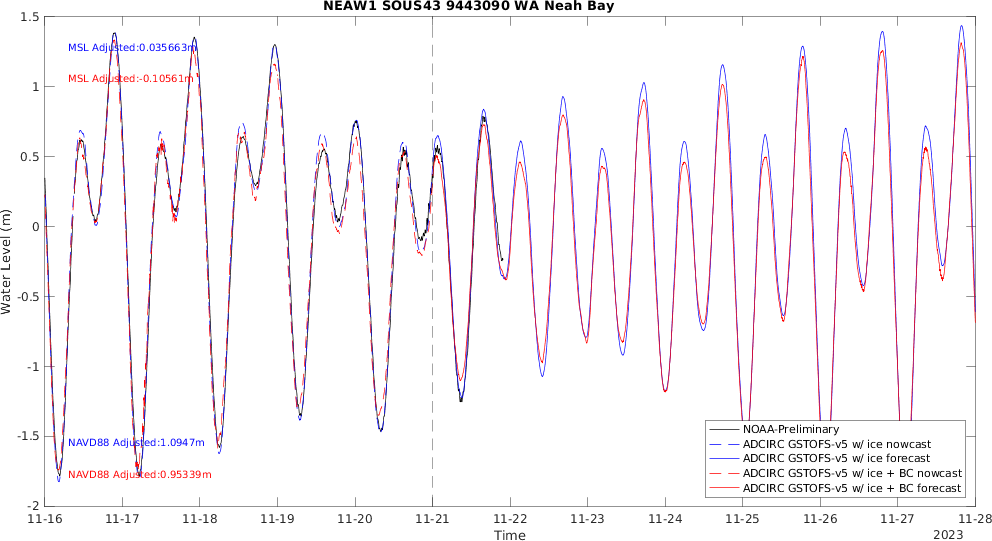 NEAW1 SOUS43 9443090 WA Neah Bay
1.5
1
0.5
0
-0.5
-1
-1.5
-2
Water Level (m)
MSL Adjusted:0.035663m
MSL Adjusted:-0.10561m
NAVD88 Adjusted:1.0947m
NAVD88 Adjusted:0.95339m
NOAA-Preliminary
ADCIRC GSTOFS-v5 w/ ice nowcast
ADCIRC GSTOFS-v5 w/ ice forecast
ADCIRC GSTOFS-v5 w/ ice + BC nowcast
ADCIRC GSTOFS-v5 w/ ice + BC forecast
11-16 11-17 11-18 11-19 11-20 11-21 11-22 11-23 11-24 11-25 11-26 11-27 11-28
Time
2023